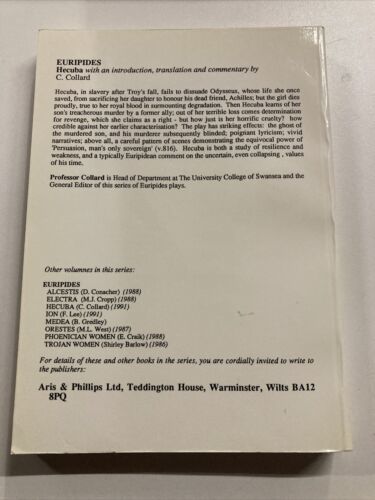 EURIPIDES
Hecuba with an introduction, translation and commentary by
C. Collard
Hecuba, in slavery after Troy's fall, fails to dissuade Odysseus, whose life she once
saved, from sacrificing her daughter to honour his dead friend, Achilles; but the girl dies
proudly, true to her royal blood in surrounding degradation. Then Hecuba learns of her
son's treacherous murder by a former ally; out of her terrible loss comes determination
for revenge, which she claims as a right - but how just is her horrific cruelty? how
credible against her earlier characterisation? The play has striking effects: the ghost of
the murdered son, and his murderer subsequently blinded; poignant lyricism; vivid
narratives; above all, a careful pattern of scenes demonstrating the equivocal power of
'Persuasion, man's only sovereign' (v.816). Hecuba is both a study of resilience and
weakness, and a typically Euripidean comment on the uncertain, even collapsing , values
of his time.
Professor Collard is Head of Department at The University College of Swansea and the
General Editor of this series of Euripides plays.
Other volumnes in this series:
EURIPIDES
ALCESTIS (D. Conacher) (1988)
ELECTRA (M.J. Cropp) (1988)
HECUBA (C. Collard) (1991)
ION (F. Lee) (1991)
MEDEA (B. Gredley)
ORESTES (M.L. West) (1987)
PHOENICIAN WOMEN (E. Craik) (1988)
TROJAN WOMEN (Shirley Barlow) (1986)
For details of these and other books in the series, you are cordially invited to write to
the publishers:
Aris & Phillips Ltd, Teddington House, Warminster, Wilts BA12
8PQ